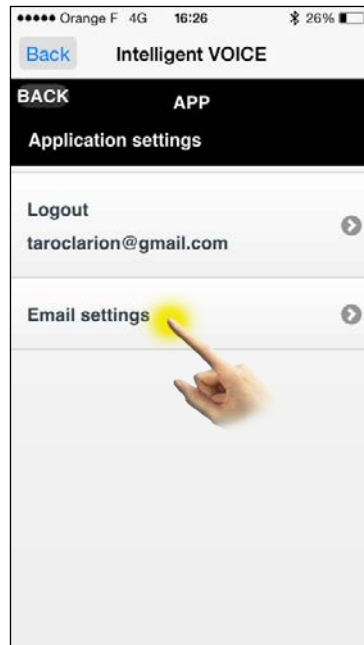 Orange F 4G 16:26 26%
Back Intelligent VOICE
BACK APP
Application settings
Logout
taroclarion@gmail.com
Email settings